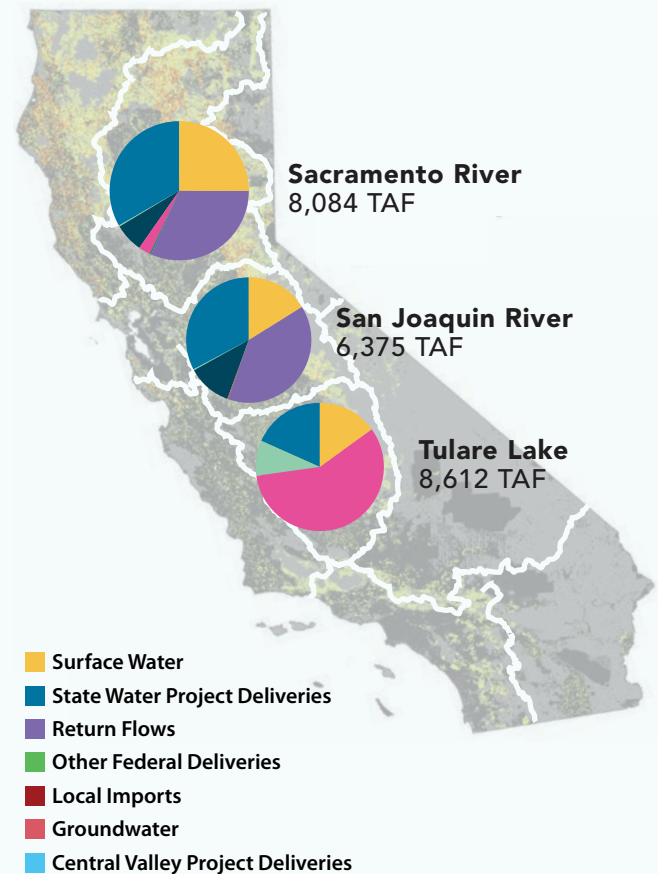 Sacramento River
8,084 TAF
San Joaquin River
6,375 TAF
Tulare Lake
8,612 TAF
Surface Water
State Water Project Deliveries
Return Flows
Other Federal Deliveries
Local Imports
Groundwater
Central Valley Project Deliveries